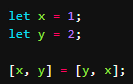 let x = 1;
let y = 2;
[x, y] = [y, x];